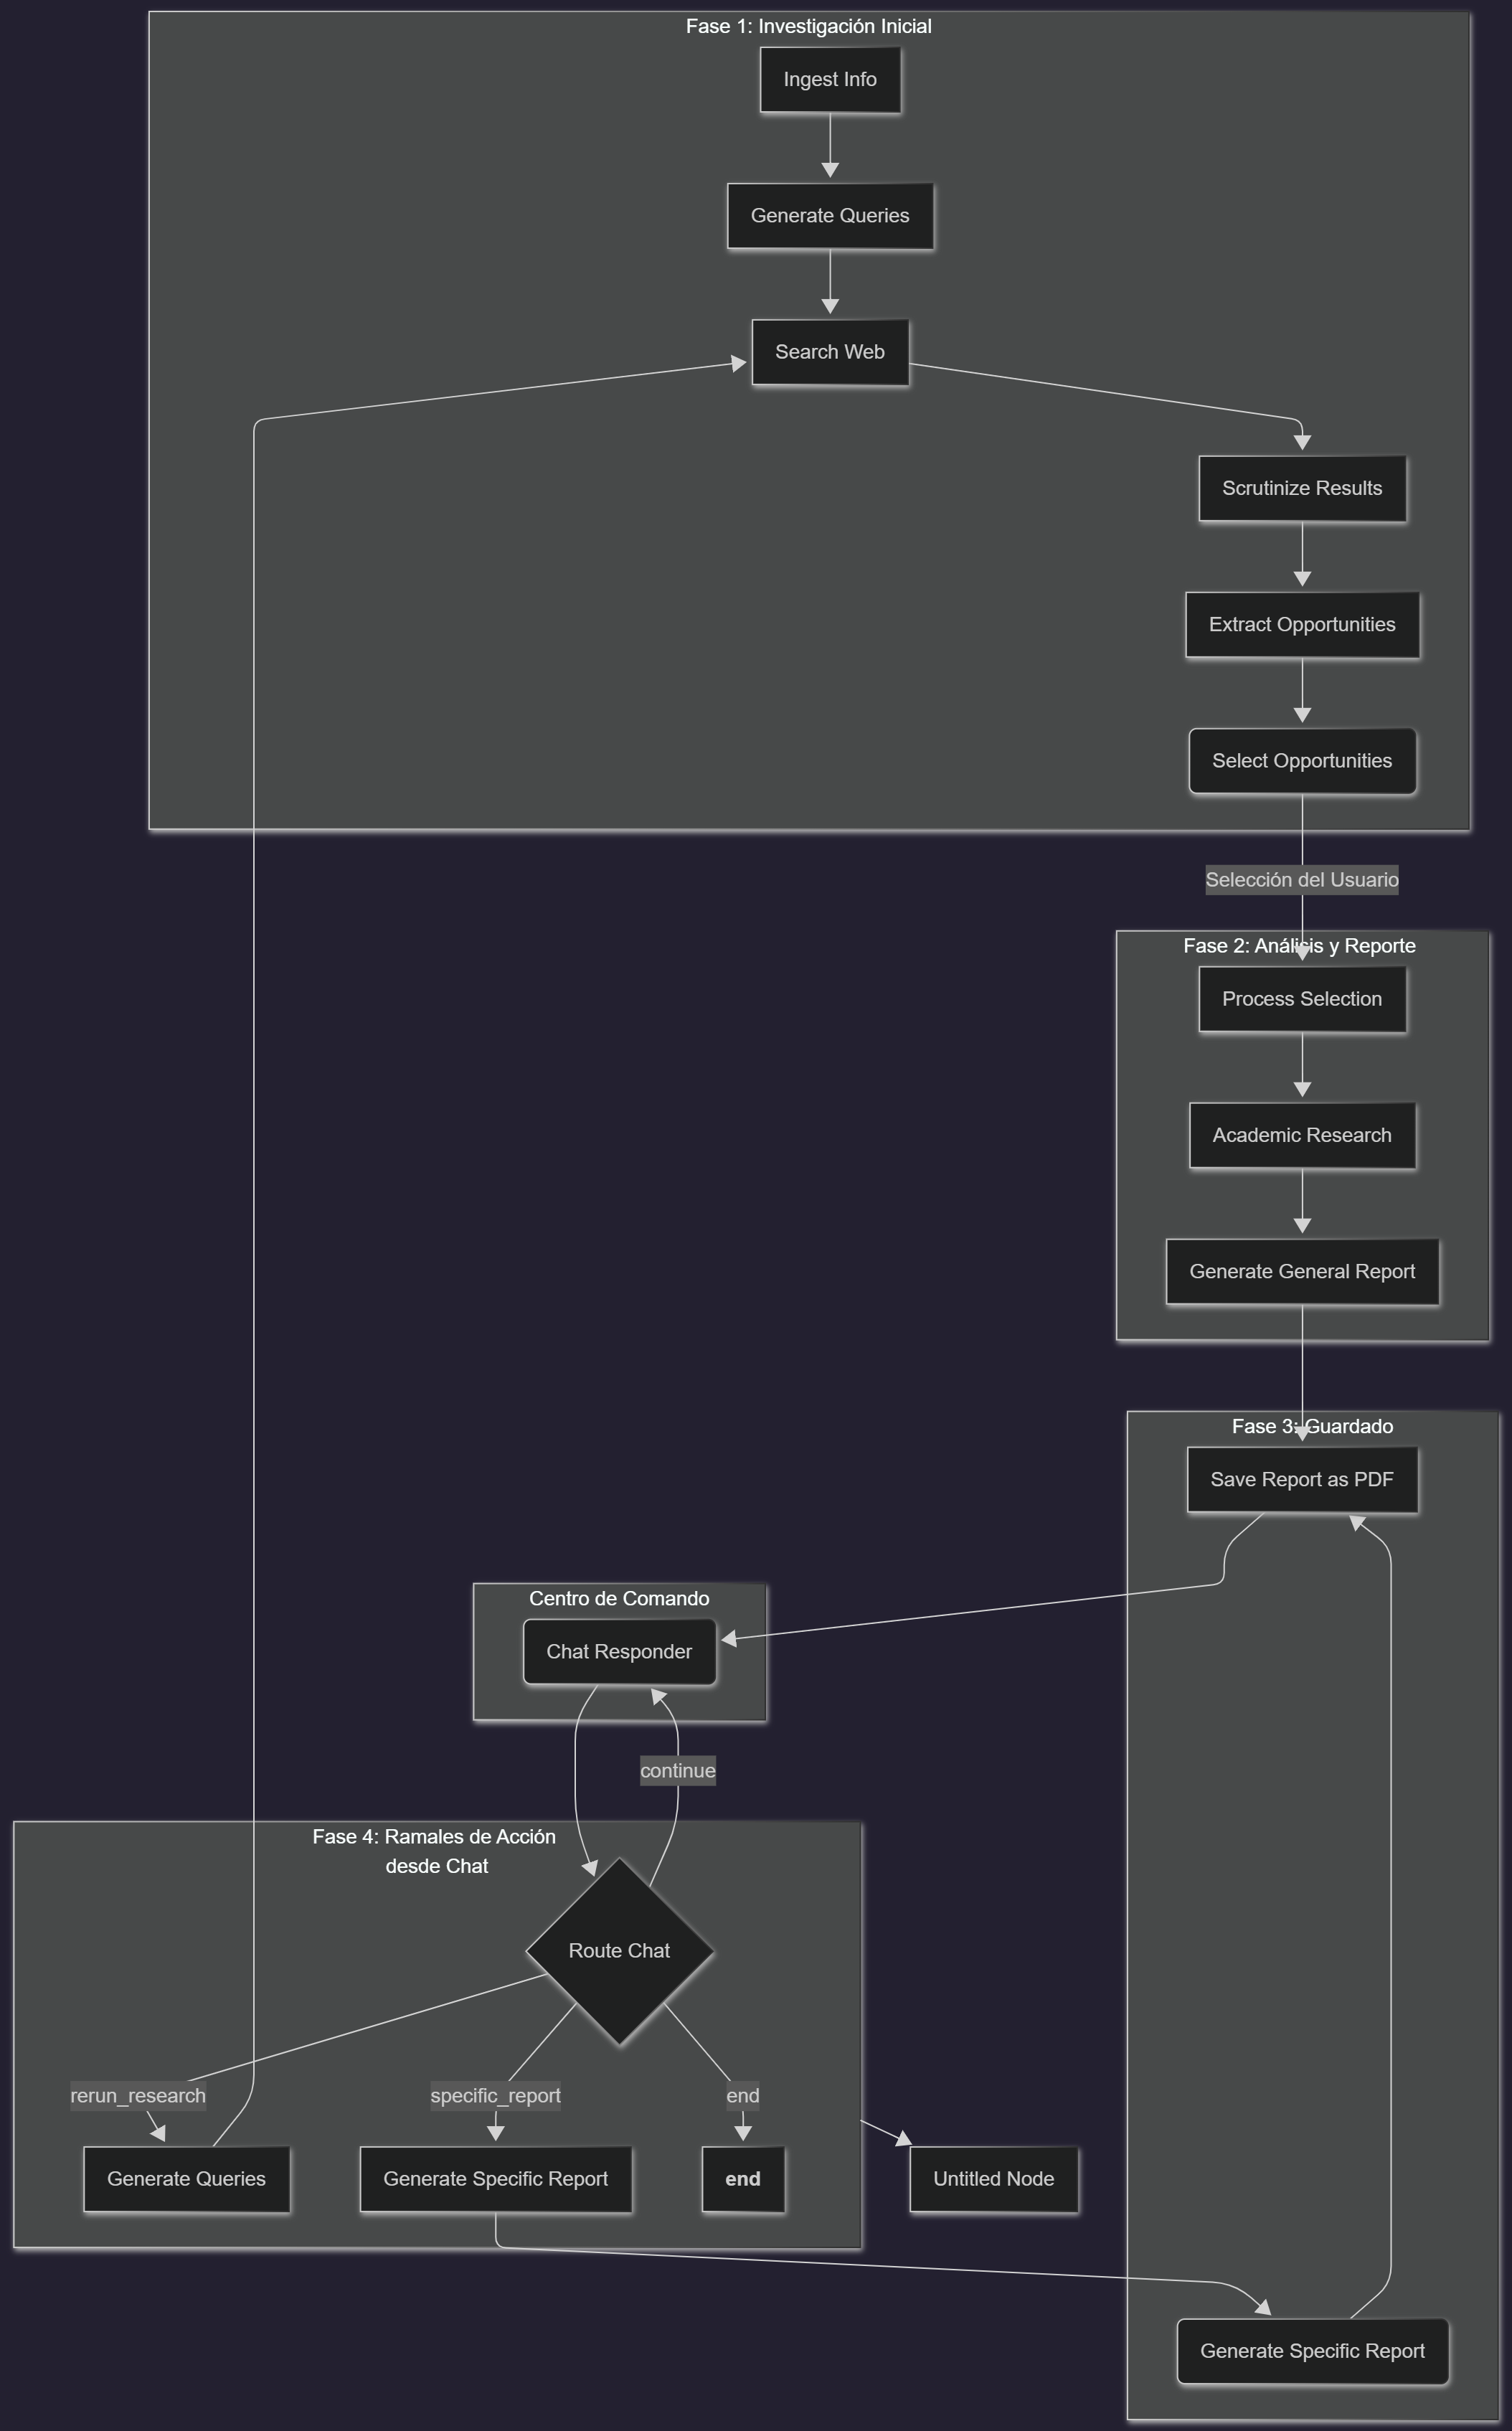 Fase 1: Investigación Inicial
Ingest Info
Generate Queries
Search Web
Scrutinize Results
Extract Opportunities
Select Opportunities
Selección del Usuario
Fase 2: Análisis y Reporte
Process Selection
Academic Research
Generate General Report
Fase 3: Guardado
Save Report as PDF
Centro de Comando
Chat Responder
continue
Fase 4: Ramales de Acción
desde Chat
Route Chat
rerun_research
specific_report
end
Generate Queries
Generate Specific Report
end
Untitled Node
Generate Specific Report